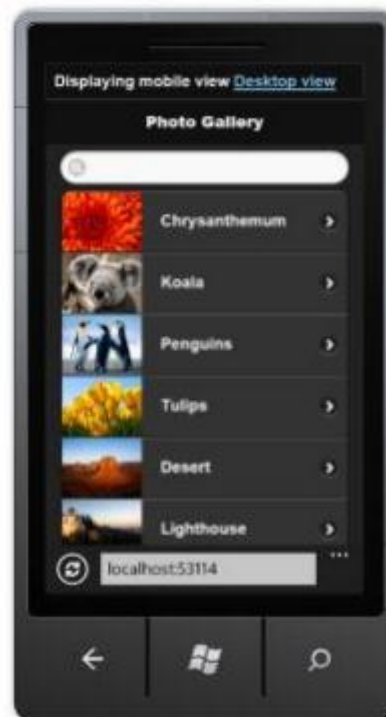 Displaying mobile view Desktop view
Photo Gallery
Chrysanthemum
Koala
Penguins
Tulips
Desert
Lighthouse
localhost:53114